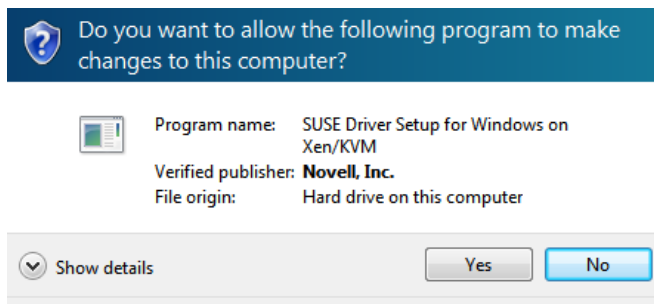 Do you want to allow the following program to make
changes to this computer?
Program name: SUSE Driver Setup for Windows on
Xen/KVM
Verified publisher: Novell, Inc.
File origin: Hard drive on this computer
Show details
Yes
No